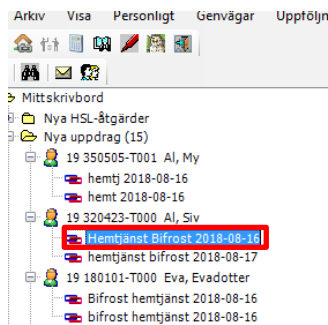 Arkiv Visa Personligt Genvägar Uppföljn
Mittskrivbord
Nya HSL-åtgärder
Nya uppdrag (15)
19 350505-T001 Al, My
hemtj 2018-08-16
hemt 2018-08-16
19 320423-T000 Al, Siv
Hemtjänst Bifrost 2018-08-16
hemtjänst bifrost 2018-08-17
19 180101-T000 Eva, Evadotter
Bifrost hemtjänst 2018-08-16
bifrost hemtjänst 2018-08-16